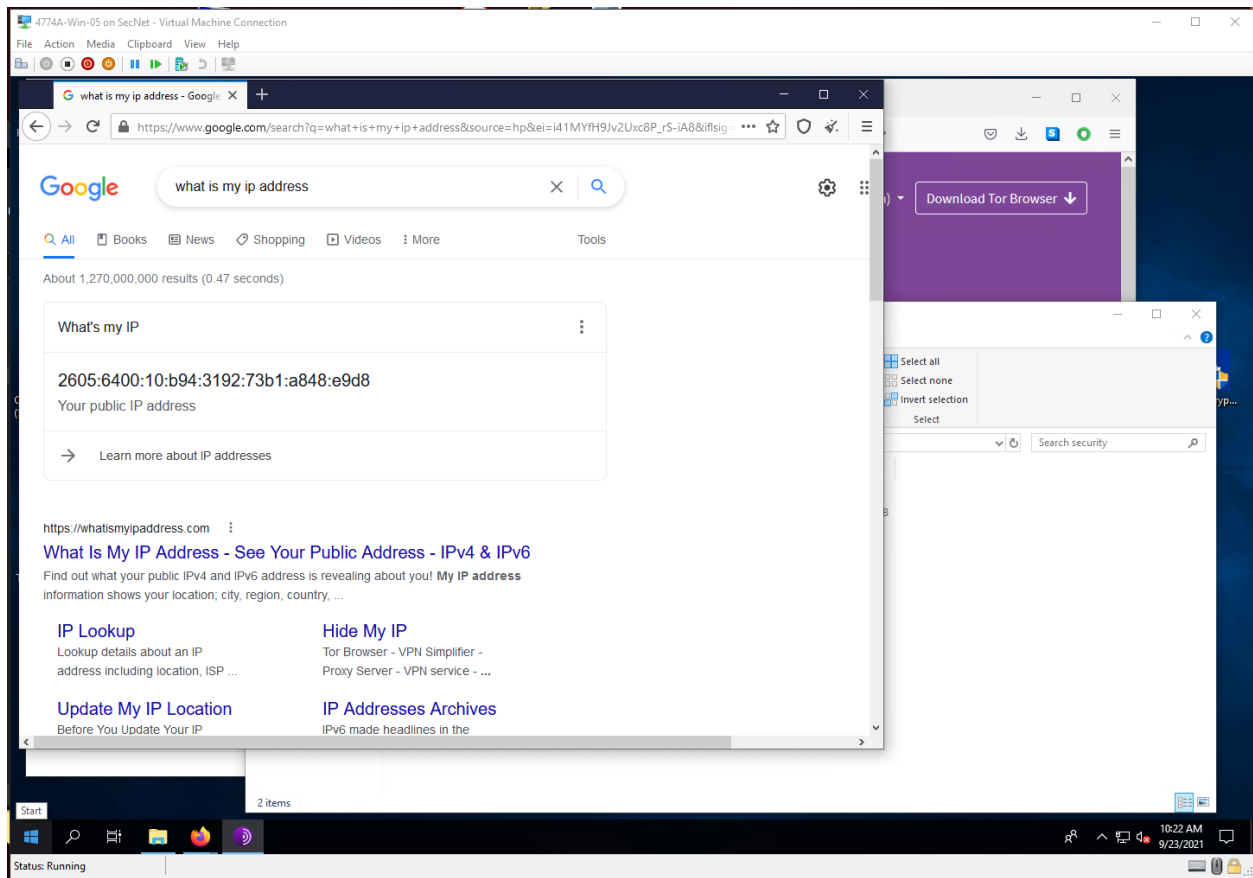 4774A-Win-05 on SecNet - Virtual Machine Connection
File Action Media Clipboard View Help
what is my ip address - Google
https://www.google.com/search?q=what+is+my+ip+address&source=hp&ei=i41MYfH9Jv2Uxc8P_rS-iA8&iflsig=
Google
what is my ip address
Download Tor Browser
All Books News Shopping Videos More Tools
About 1,270,000,000 results (0.47 seconds)
What's my IP
2605:6400:10:b94:3192:73b1:a848:e9d8
Your public IP address
Learn more about IP addresses
Select all
Select none
Invert selection
Select
Search security
https://whatismyipaddress.com
What Is My IP Address - See Your Public Address - IPv4 & IPv6
Find out what your public IPv4 and IPv6 address is revealing about you! My IP address
information shows your location; city, region, country, ...
IP Lookup
Lookup details about an IP
address including location, ISP ...
Hide My IP
Tor Browser - VPN Simplifier -
Proxy Server - VPN service - ...
Update My IP Location
Before You Update Your IP
IP Addresses Archives
IPv6 made headlines in the
2 items
Start
10:22 AM
9/23/2021
Status: Running